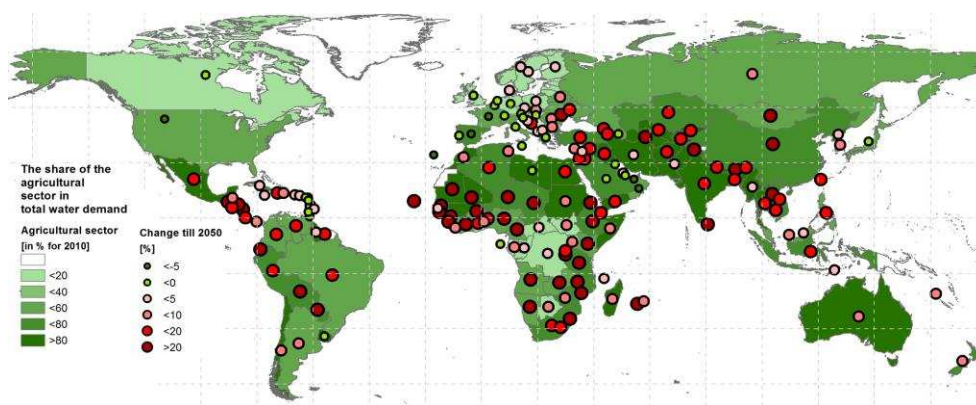 The share of the
agricultural
sector in
total water demand
Agricultural sector
[in % for 2010]
<20
<40
<60
<80
>80
Change till 2050
[%]
<-5
<0
<5
<10
<20
>20